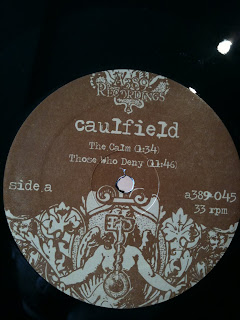 Recordings
caulfield
The Calm (1:34)
Those Who Deny (11:46)
side a
a389-045
33 rpm